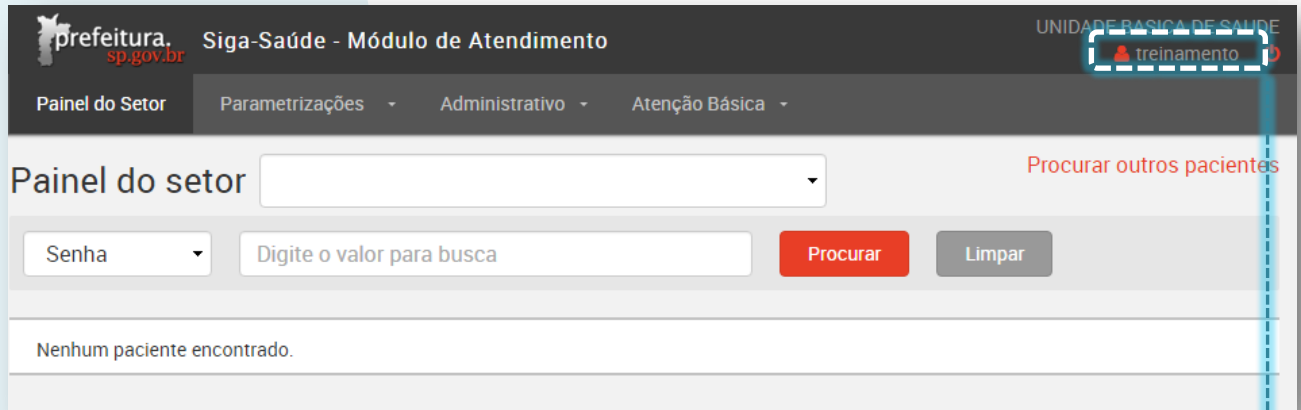 prefeitura.
sp.gov.br
Siga-Saúde - Módulo de Atendimento
UNIDADE BASICA DE SAUDE
treinamento
Painel do Setor
Parametrizações
Administrativo
Atenção Básica
Painel do setor
Procurar outros pacientes
Senha
Digite o valor para busca
Procurar
Limpar
Nenhum paciente encontrado.